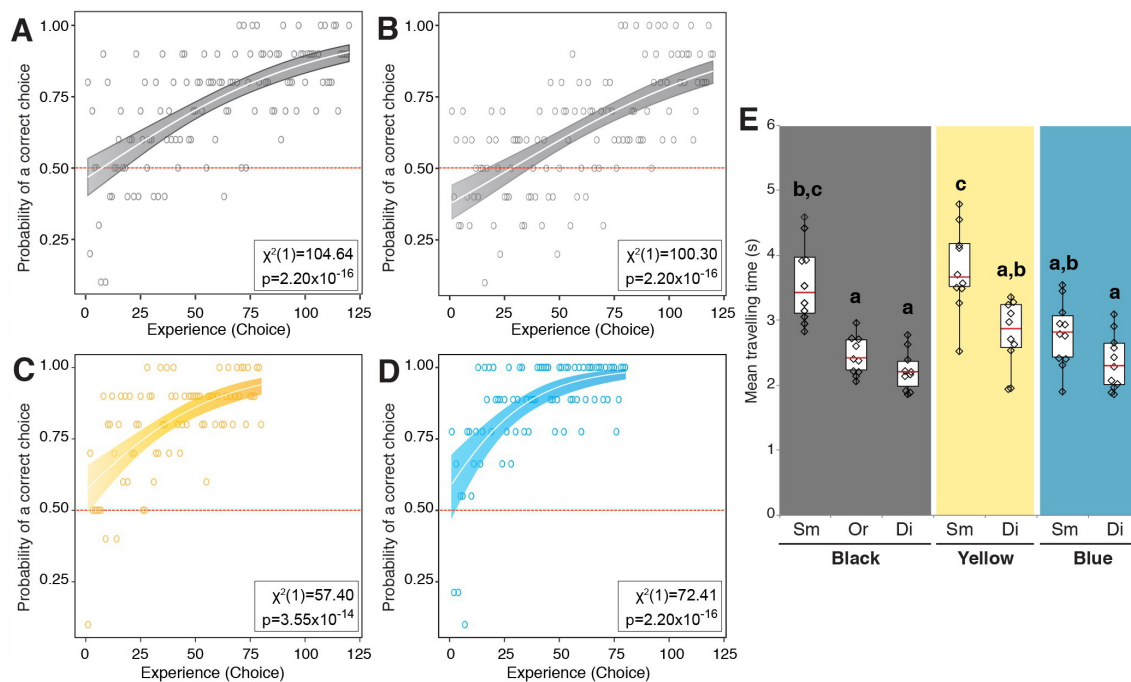 A
Probability of a correct choice
1.00
0.75
0.50
0.25
χ²(1)=104.64
p=2.20x10⁻¹⁶
0 25 50 75 100 125
Experience (Choice)
B
Probability of a correct choice
1.00
0.75
0.50
0.25
χ²(1)=100.30
p=2.20x10⁻¹⁶
0 25 50 75 100 125
Experience (Choice)
C
Probability of a correct choice
1.00
0.75
0.50
0.25
χ²(1)=57.40
p=3.55x10⁻¹⁴
0 25 50 75 100 125
Experience (Choice)
D
Probability of a correct choice
1.00
0.75
0.50
0.25
χ²(1)=72.41
p=2.20x10⁻¹⁶
0 25 50 75 100 125
Experience (Choice)
E
Mean travelling time (s)
6
5
4
3
2
1
0
b,c
a
a
c
a,b
a,b
a
Sm Or Di Sm Di Sm Di
Black Yellow Blue